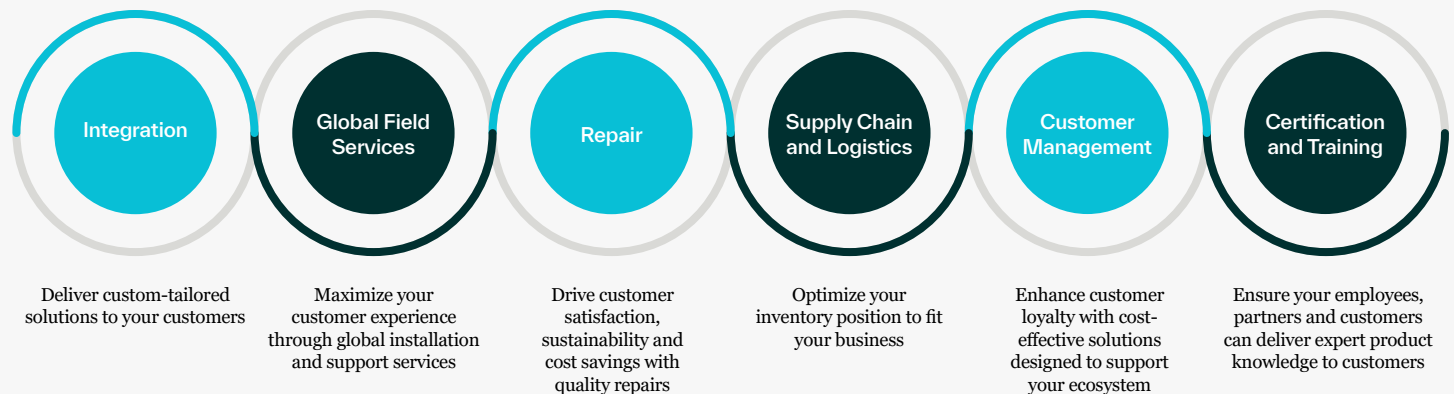 Integration
Deliver custom-tailored
solutions to your customers
Global Field
Services
Maximize your
customer experience
through global installation
and support services
Repair
Drive customer
satisfaction,
sustainability and
cost savings with
quality repairs
Supply Chain
and Logistics
Optimize your
inventory position to fit
your business
Customer
Management
Enhance customer
loyalty with cost-
effective solutions
designed to support
your ecosystem
Certification
and Training
Ensure your employees,
partners and customers
can deliver expert product
knowledge to customers